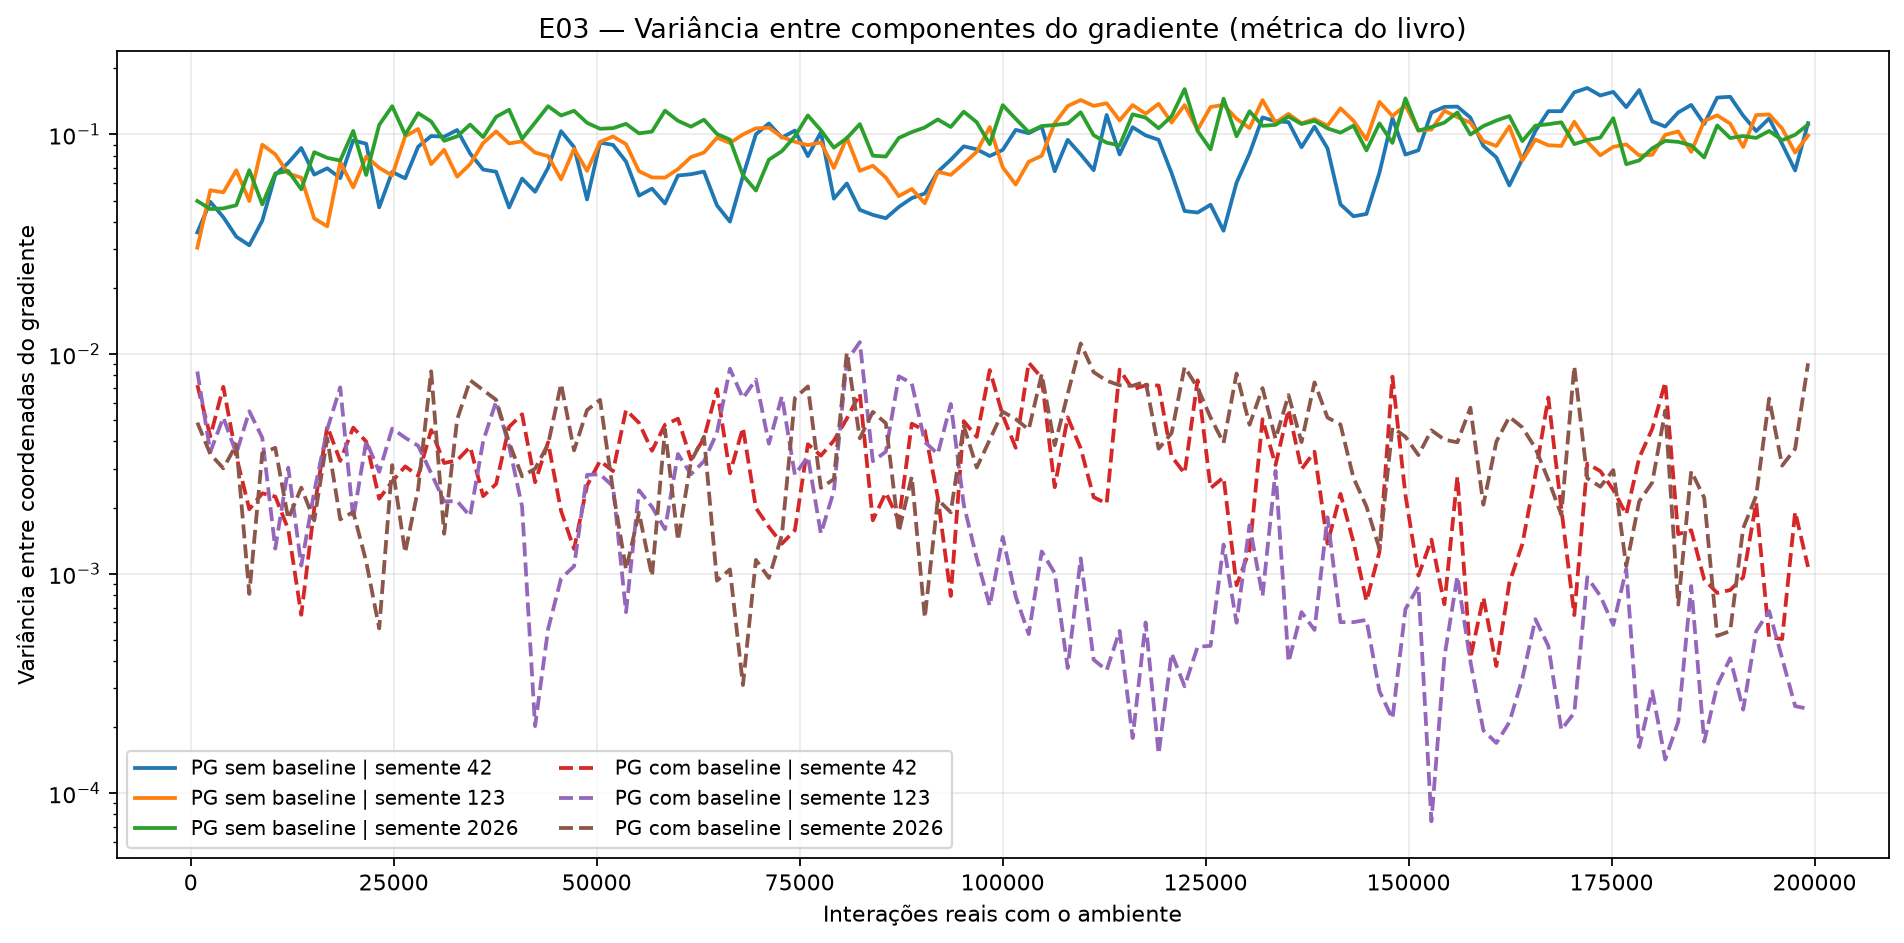 E03 — Variância entre componentes do gradiente (métrica do livro)
Variância entre coordenadas do gradiente
10⁻¹
10⁻²
10⁻³
10⁻⁴
PG sem baseline | semente 42
PG sem baseline | semente 123
PG sem baseline | semente 2026
PG com baseline | semente 42
PG com baseline | semente 123
PG com baseline | semente 2026
0 25000 50000 75000 100000 125000 150000 175000 200000
Interações reais com o ambiente